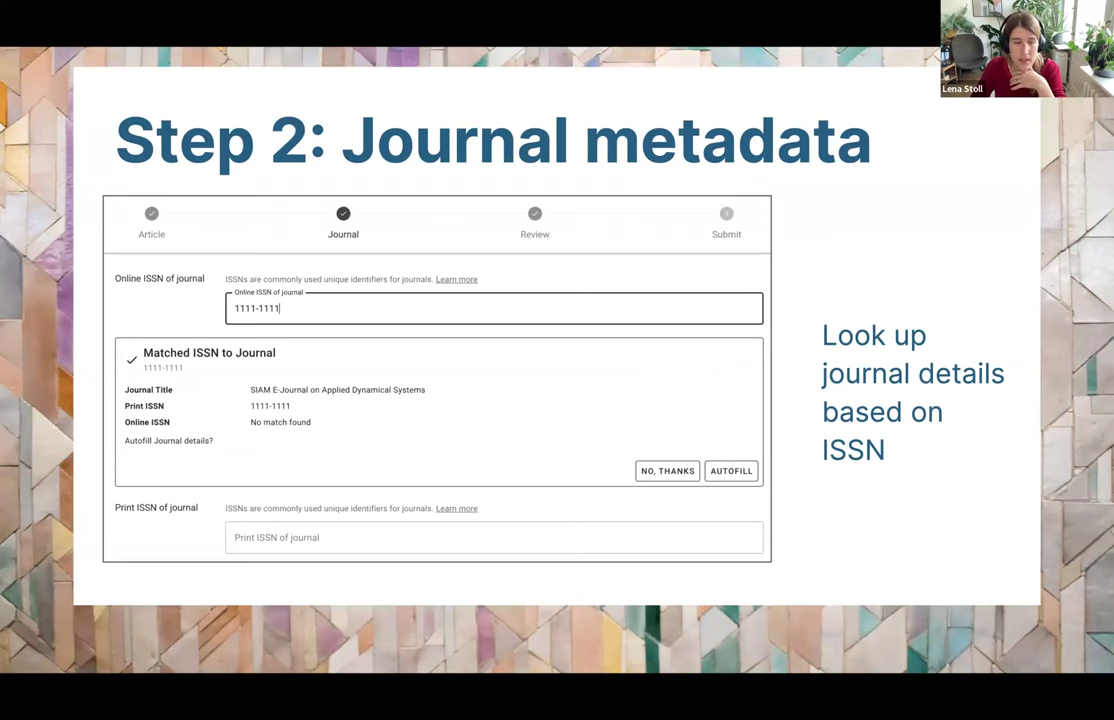 Lena Stoll
Step 2: Journal metadata
Article
Journal
Review
4
Submit
Online ISSN of journal
ISSNs are commonly used unique identifiers for journals. Learn more
Online ISSN of journal
1111-1111
Matched ISSN to Journal
1111-1111
Journal Title SIAM E-Journal on Applied Dynamical Systems
Print ISSN 1111-1111
Online ISSN No match found
Autofill Journal details?
NO, THANKS AUTOFILL
Print ISSN of journal
ISSNs are commonly used unique identifiers for journals. Learn more
Print ISSN of journal
Look up
journal details
based on
ISSN